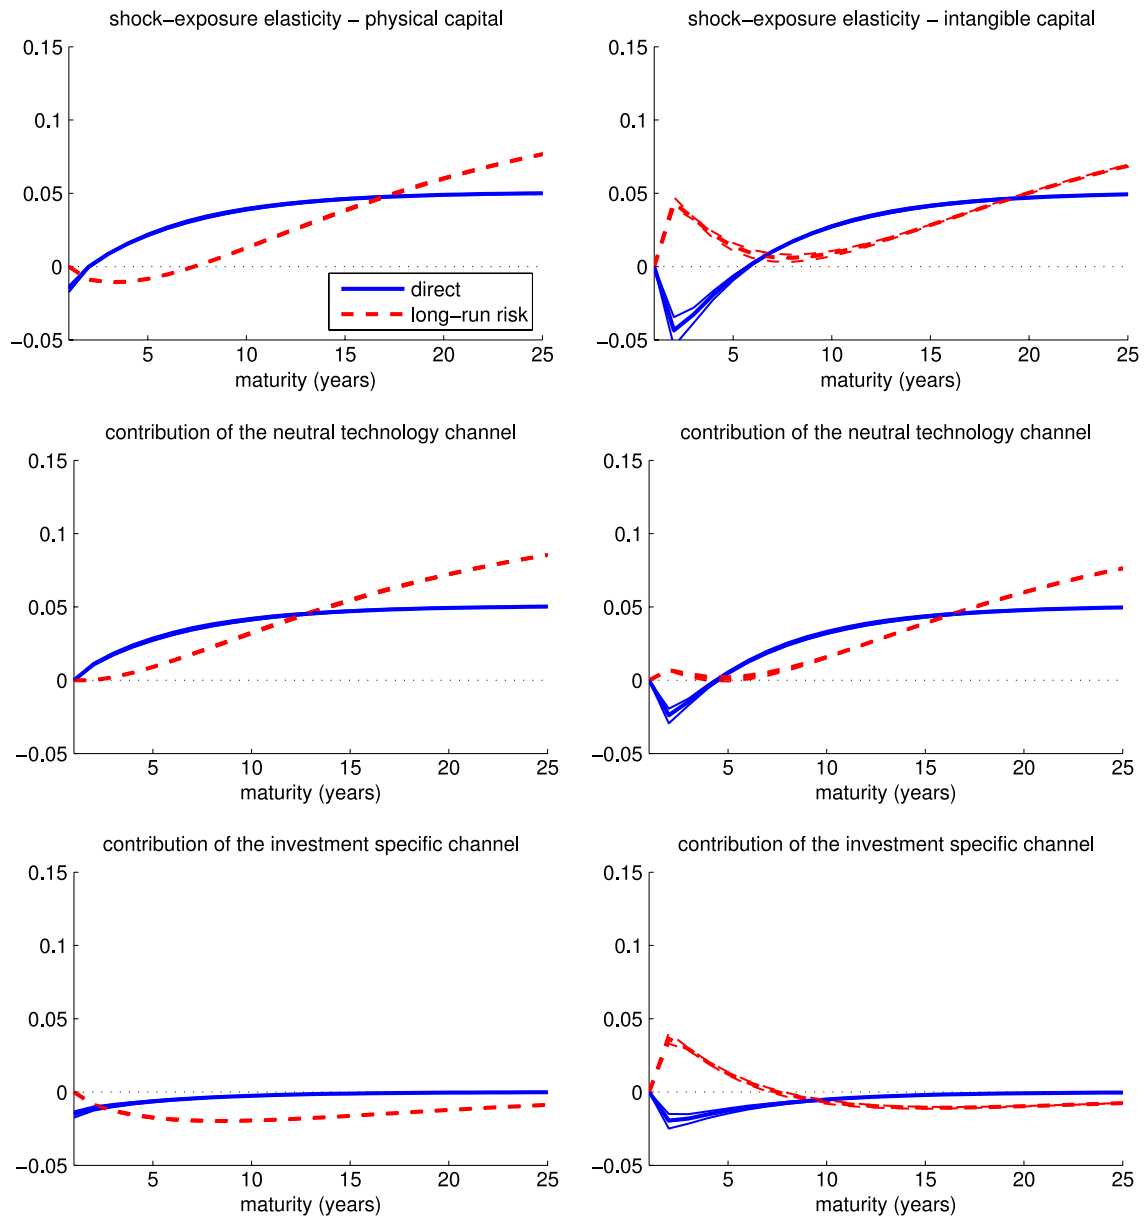 shock−exposure elasticity − physical capital
0.15
0.1
0.05
0
−0.05
direct
long−run risk
5 10 15 20 25
maturity (years)
shock−exposure elasticity − intangible capital
0.15
0.1
0.05
0
−0.05
5 10 15 20 25
maturity (years)
contribution of the neutral technology channel
0.15
0.1
0.05
0
−0.05
5 10 15 20 25
maturity (years)
contribution of the neutral technology channel
0.15
0.1
0.05
0
−0.05
5 10 15 20 25
maturity (years)
contribution of the investment specific channel
0.15
0.1
0.05
0
−0.05
5 10 15 20 25
maturity (years)
contribution of the investment specific channel
0.15
0.1
0.05
0
−0.05
5 10 15 20 25
maturity (years)